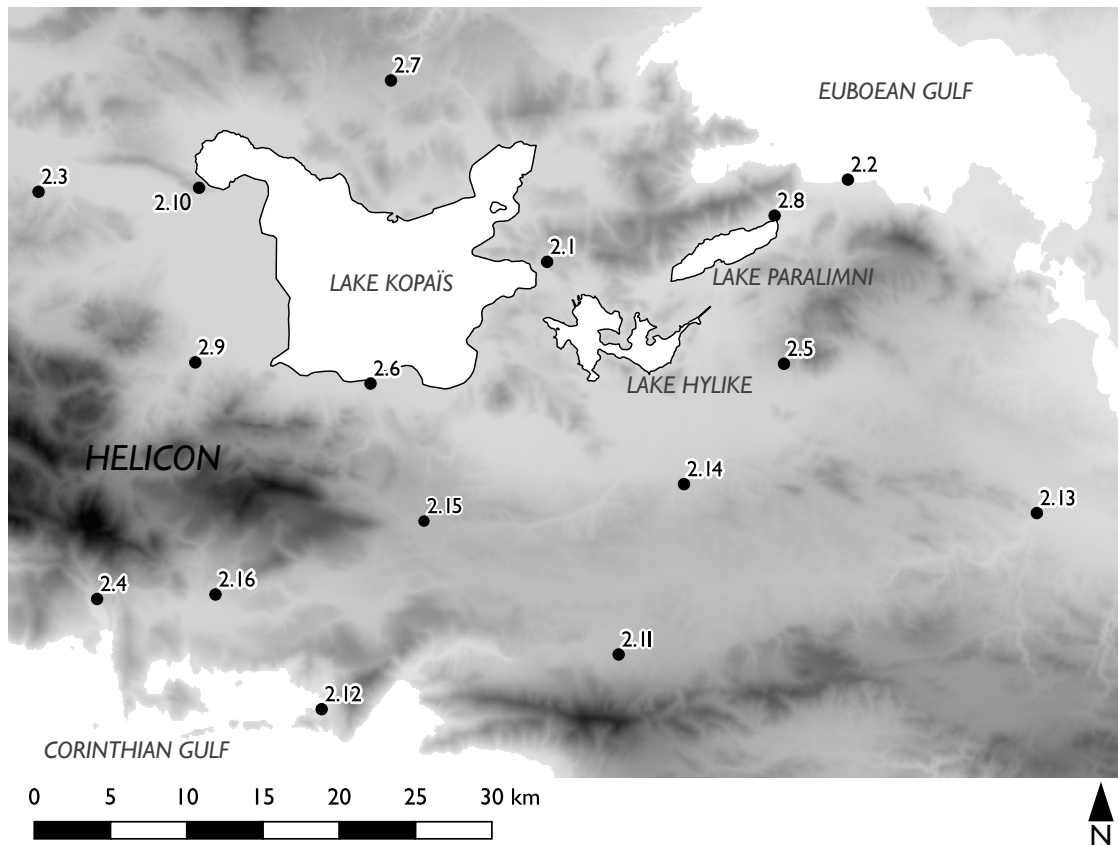 2.7
EUBOEAN GULF
2.3
2.10
2.2
2.8
2.1
LAKE KOPAÏS
LAKE PARALIMNI
2.9
2.6
2.5
LAKE HYLIKE
HELICON
2.14
2.15
2.13
2.4
2.16
2.11
2.12
CORINTHIAN GULF
0 5 10 15 20 25 30 km
N